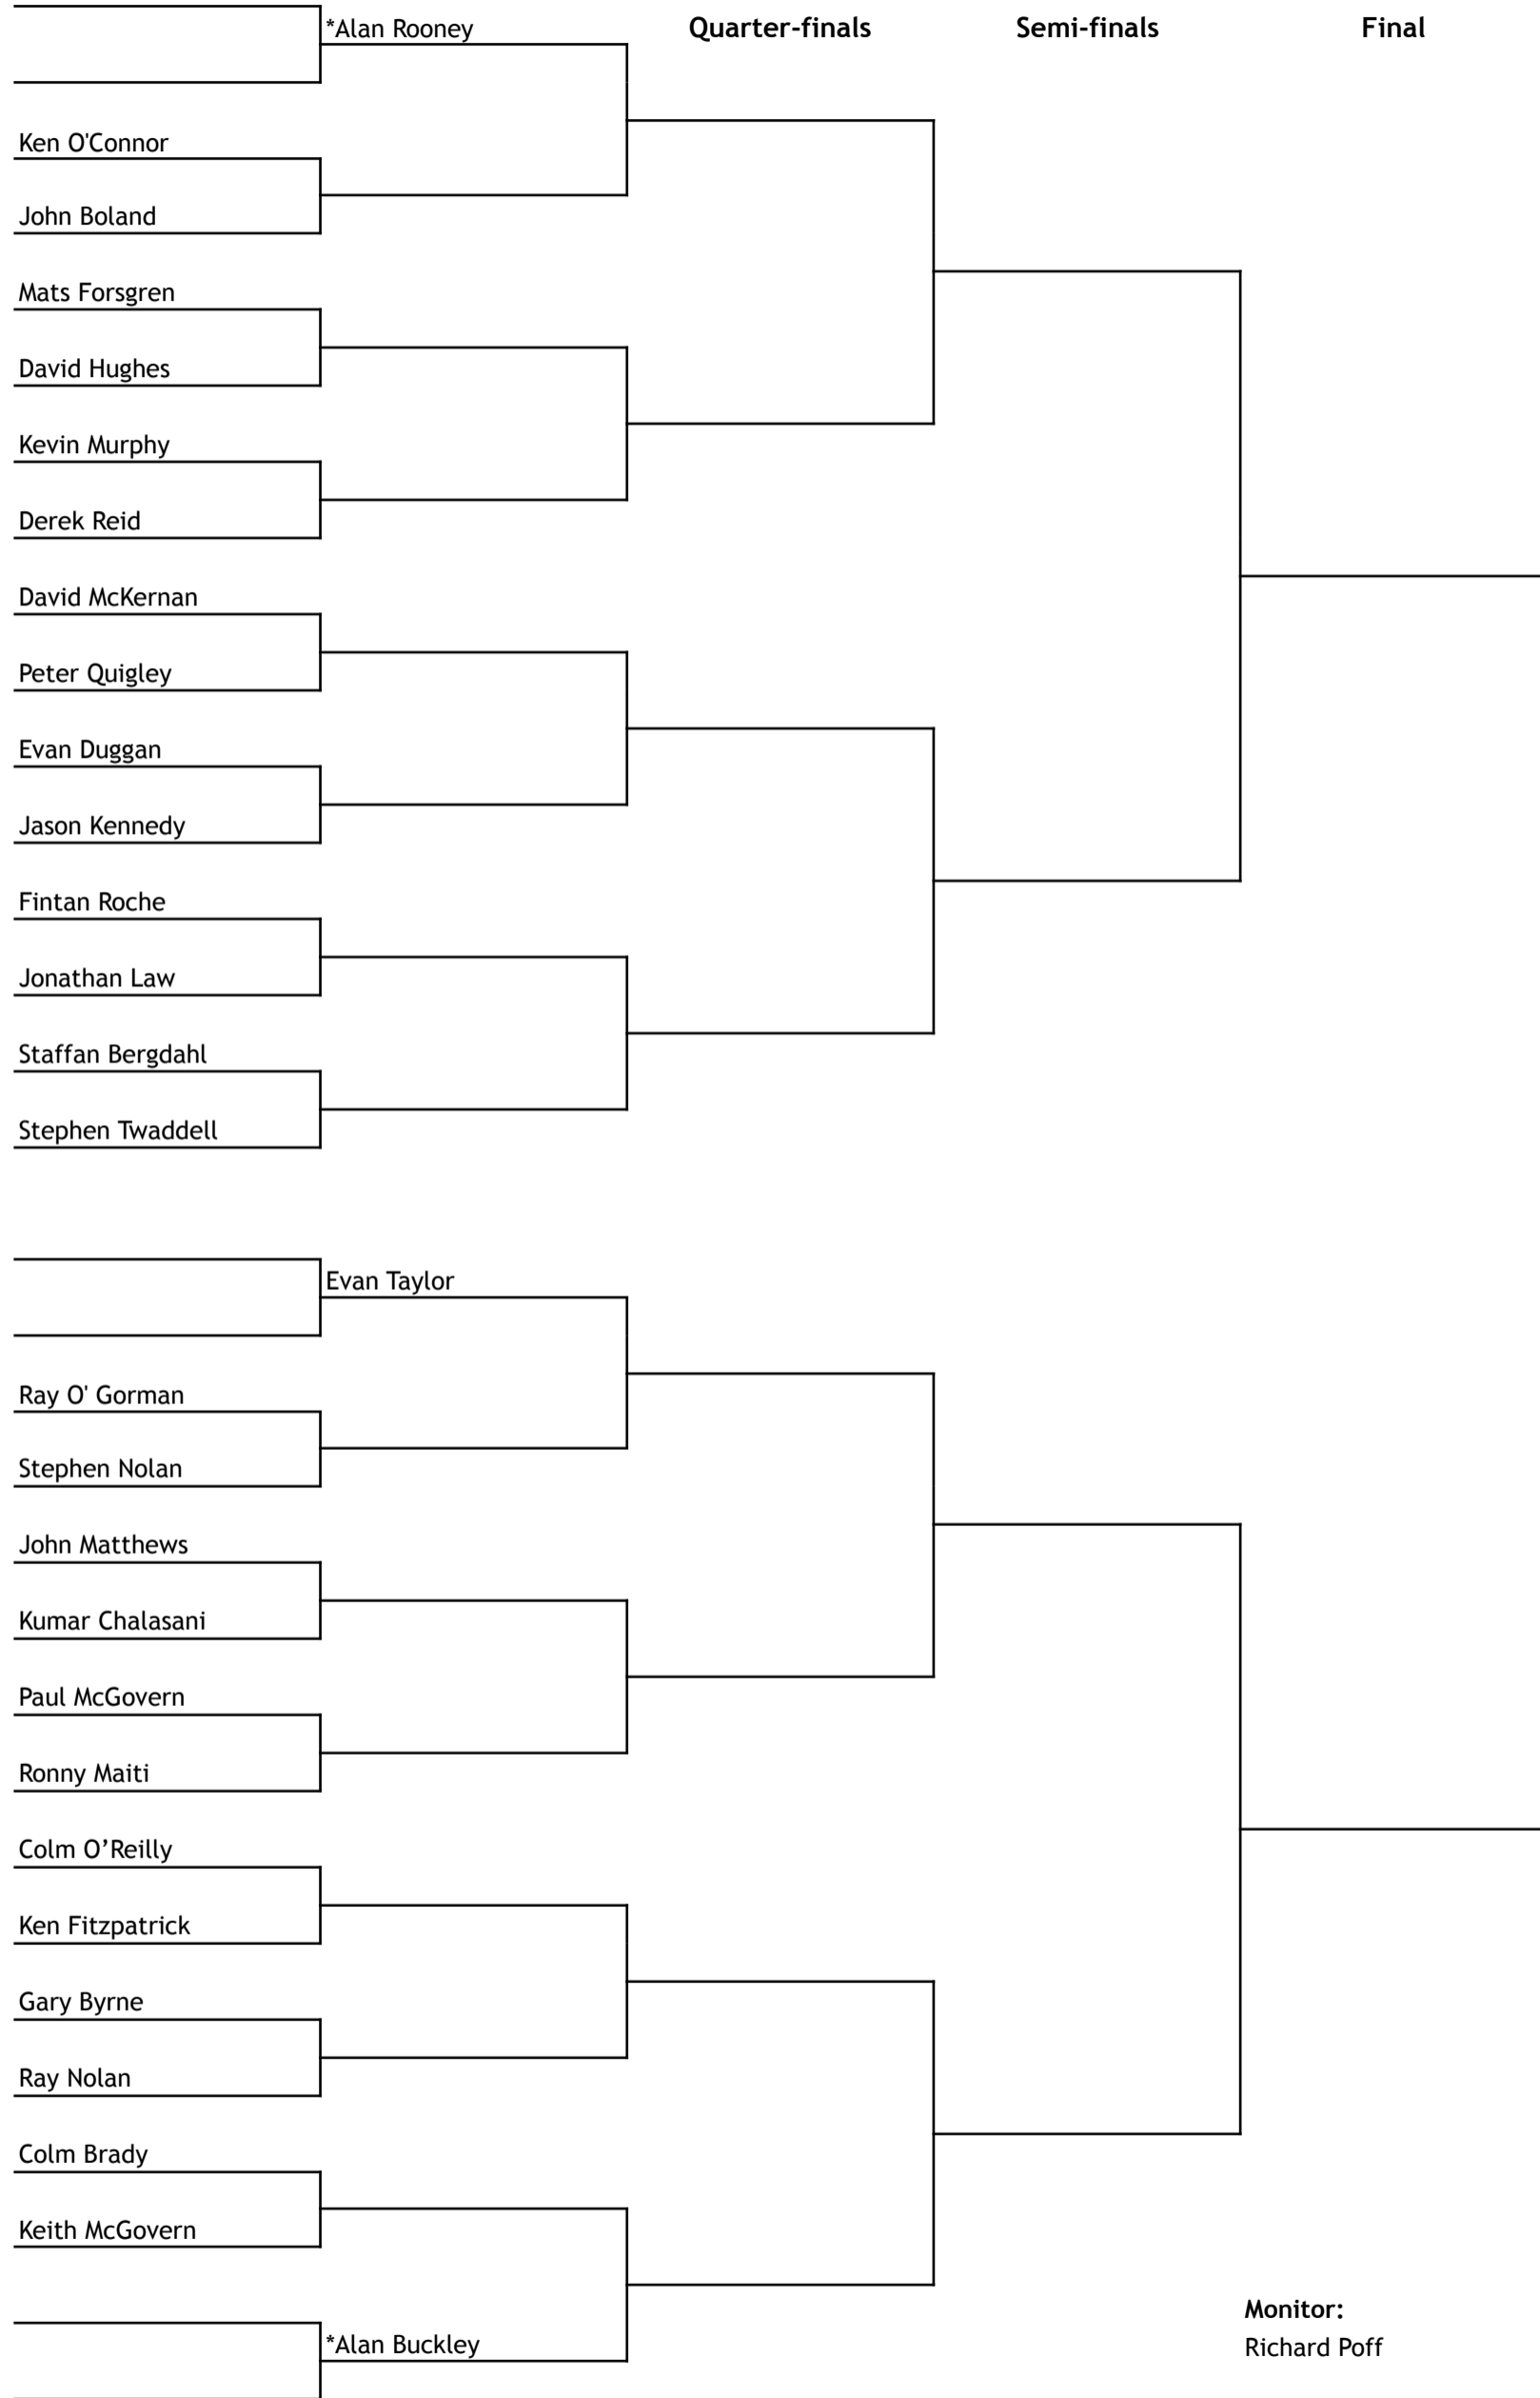 *Alan Rooney
Quarter-finals
Semi-finals
Final
Ken O'Connor
John Boland
Mats Forsgren
David Hughes
Kevin Murphy
Derek Reid
David McKernan
Peter Quigley
Evan Duggan
Jason Kennedy
Fintan Roche
Jonathan Law
Staffan Bergdahl
Stephen Twaddell
Evan Taylor
Ray O' Gorman
Stephen Nolan
John Matthews
Kumar Chalasani
Paul McGovern
Ronny Maiti
Colm O’Reilly
Ken Fitzpatrick
Gary Byrne
Ray Nolan
Colm Brady
Keith McGovern
*Alan Buckley
Monitor:
Richard Poff